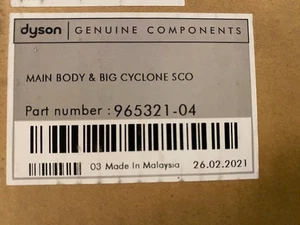 dyson | GENUINE COMPONENTS
MAIN BODY & BIG CYCLONE SCO
Part number : 965321-04
03 Made In Malaysia 26.02.2021